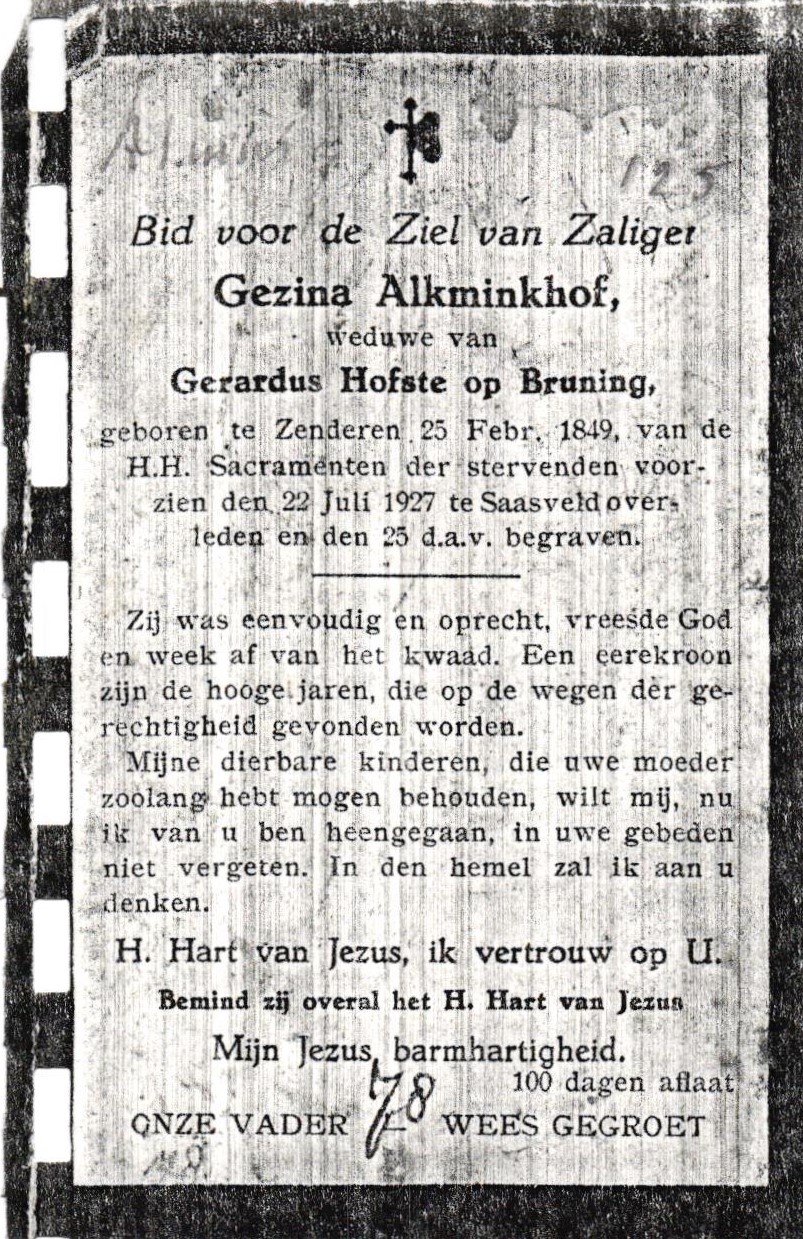 125
Bid voor de Ziel van Zaliger
Gezina Alkminkhof,
weduwe van
Gerardus Hofste op Bruning,
geboren te Zenderen 25 Febr. 1849, van de
H.H. Sacramenten der stervenden voor-
zien den 22 Juli 1927 te Saasveld over-
leden en den 25 d.a.v. begraven.
Zij was eenvoudig en oprecht, vreesde God
en week af van het kwaad. Een eerekroon
zijn de hooge jaren, die op de wegen der ge-
rechtigheid gevonden worden.
Mijne dierbare kinderen, die uwe moeder
zoolang hebt mogen behouden, wilt mij, nu
ik van u ben heengegaan, in uwe gebeden
niet vergeten. In den hemel zal ik aan u
denken.
H. Hart van Jezus, ik vertrouw op U.
Bemind zij overal het H. Hart van Jezus
Mijn Jezus, barmhartigheid.
100 dagen aflaat
78
ONZE VADER — WEES GEGROET